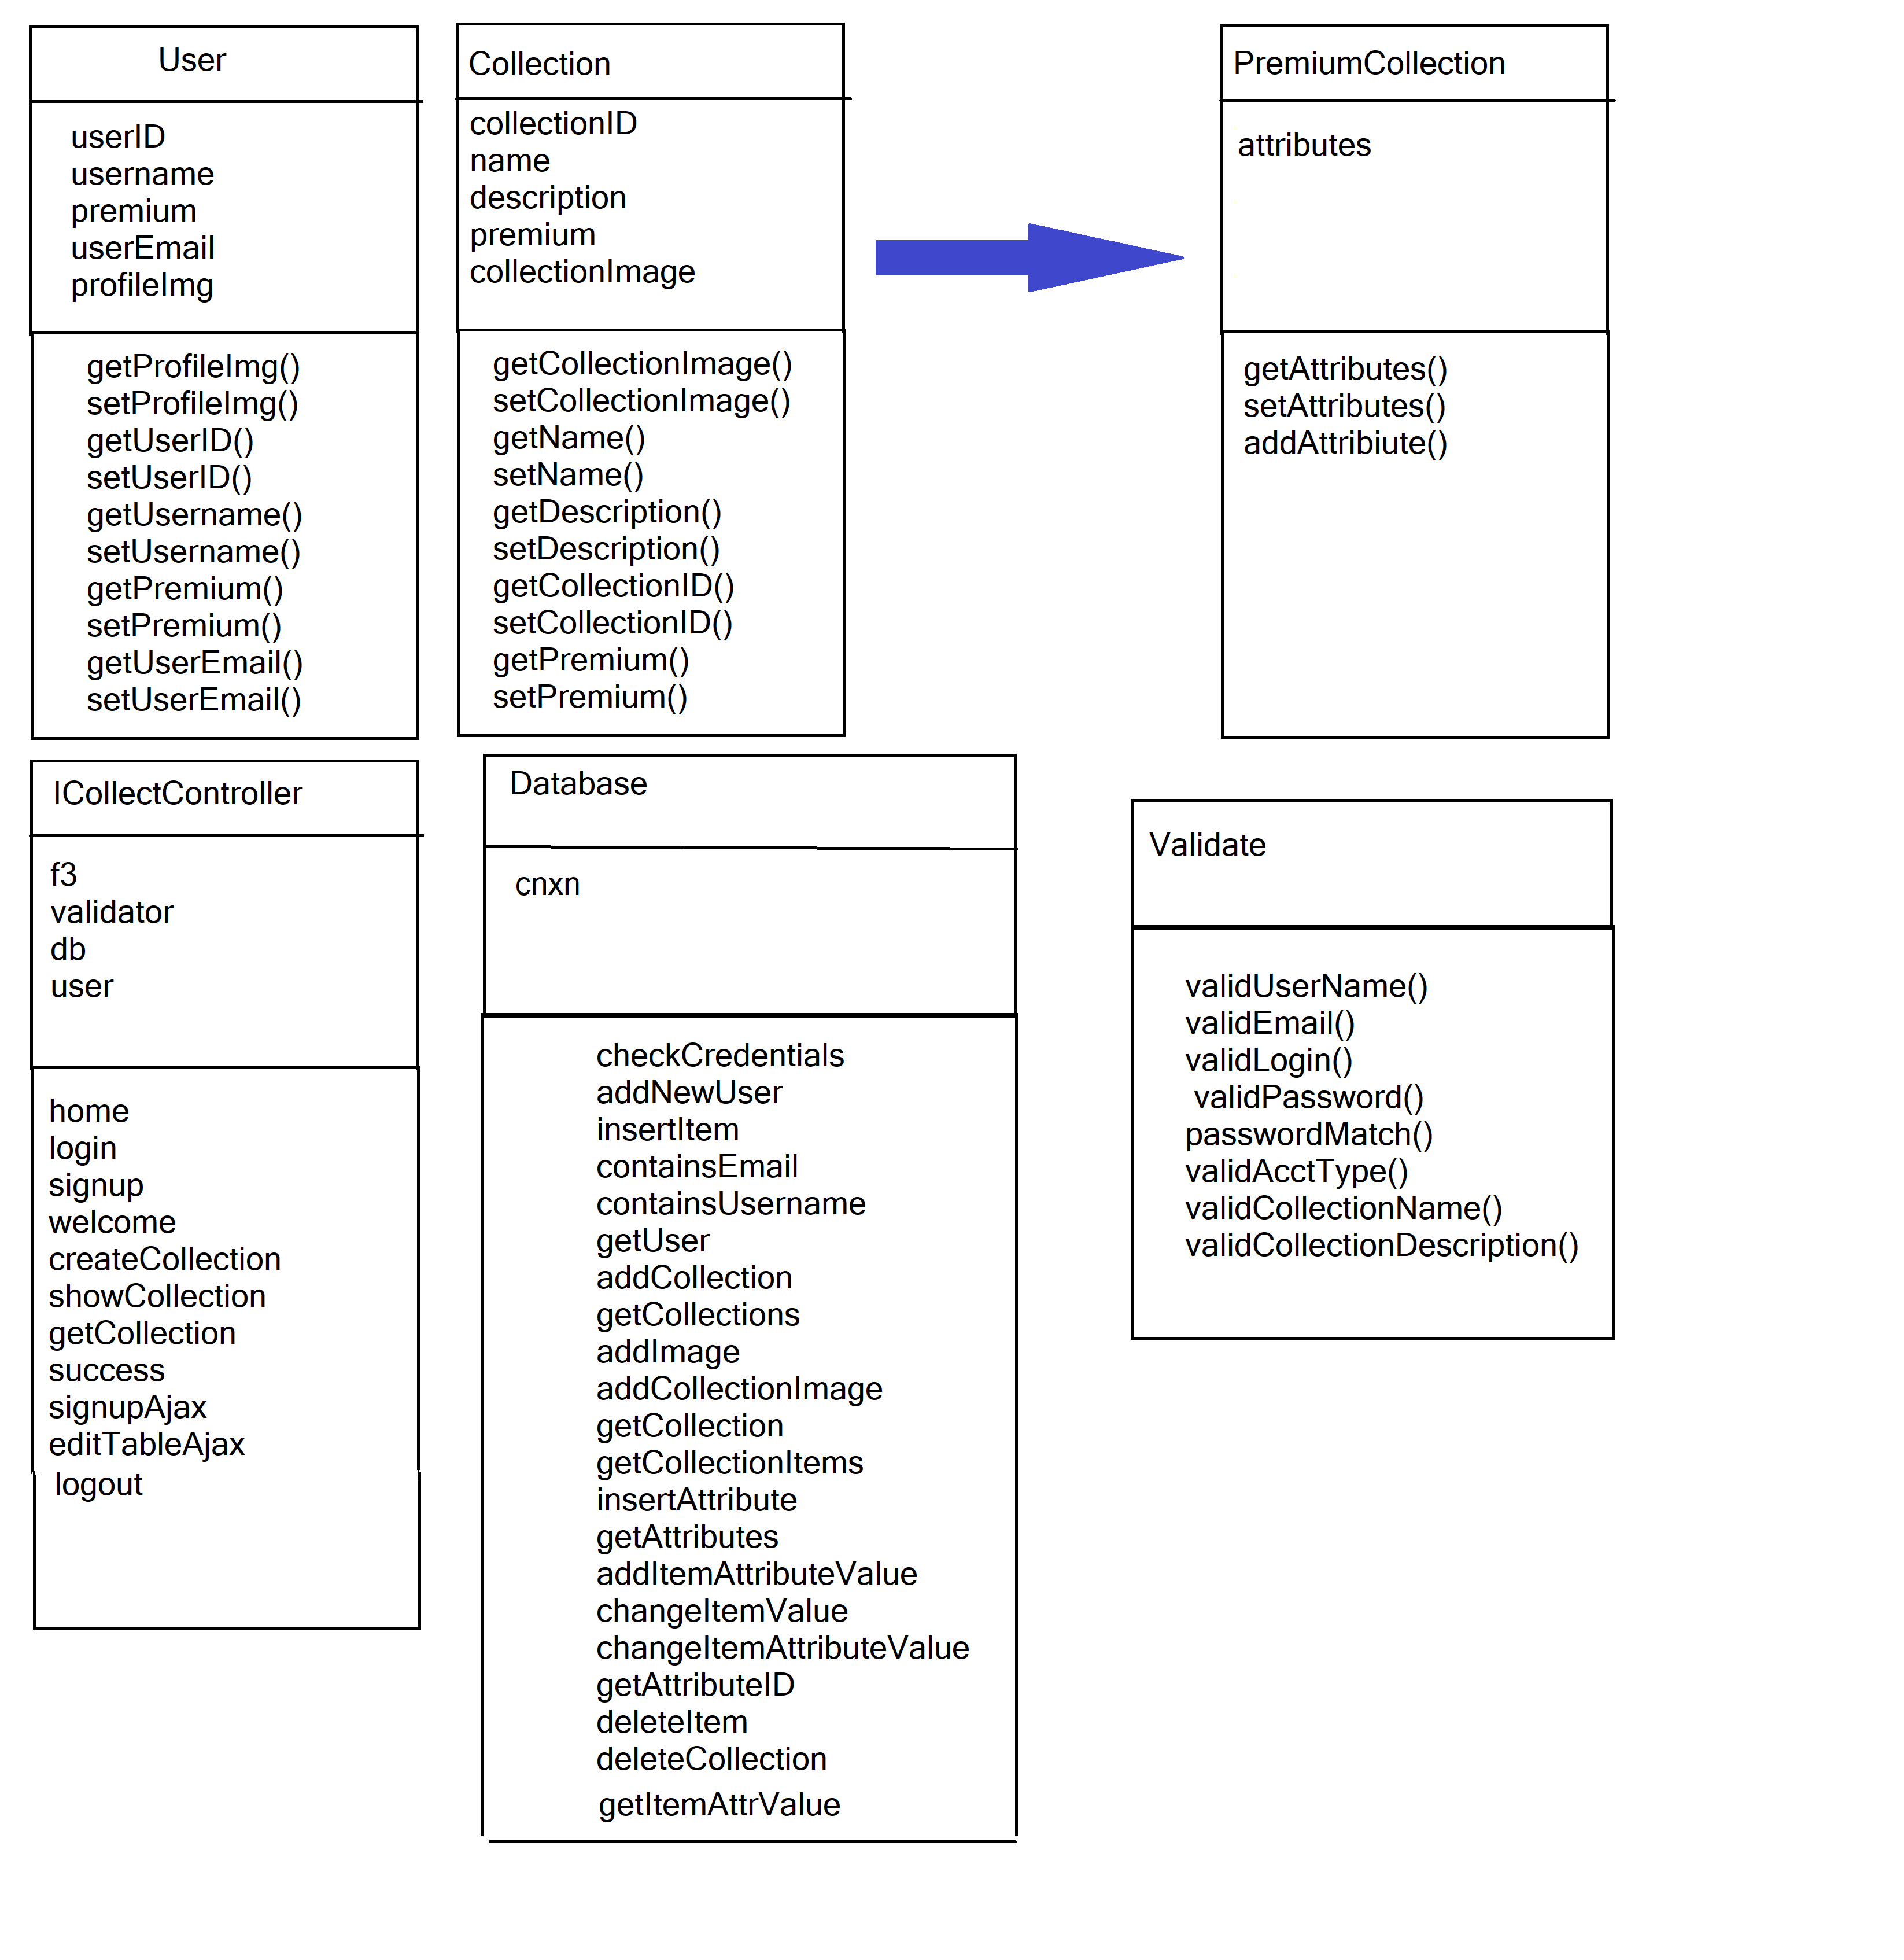 User
userID
username
premium
userEmail
profileImg
getProfileImg()
setProfileImg()
getUserID()
setUserID()
getUsername()
setUsername()
getPremium()
setPremium()
getUserEmail()
setUserEmail()
Collection
collectionID
name
description
premium
collectionImage
getCollectionImage()
setCollectionImage()
getName()
setName()
getDescription()
setDescription()
getCollectionID()
setCollectionID()
getPremium()
setPremium()
PremiumCollection
attributes
getAttributes()
setAttributes()
addAttribiute()
ICollectController
f3
validator
db
user
home
login
signup
welcome
createCollection
showCollection
getCollection
success
signupAjax
editTableAjax
logout
Database
cnxn
checkCredentials
addNewUser
insertItem
containsEmail
containsUsername
getUser
addCollection
getCollections
addImage
addCollectionImage
getCollection
getCollectionItems
insertAttribute
getAttributes
addItemAttributeValue
changeItemValue
changeItemAttributeValue
getAttributeID
deleteItem
deleteCollection
getItemAttrValue
Validate
validUserName()
validEmail()
validLogin()
validPassword()
passwordMatch()
validAcctType()
validCollectionName()
validCollectionDescription()